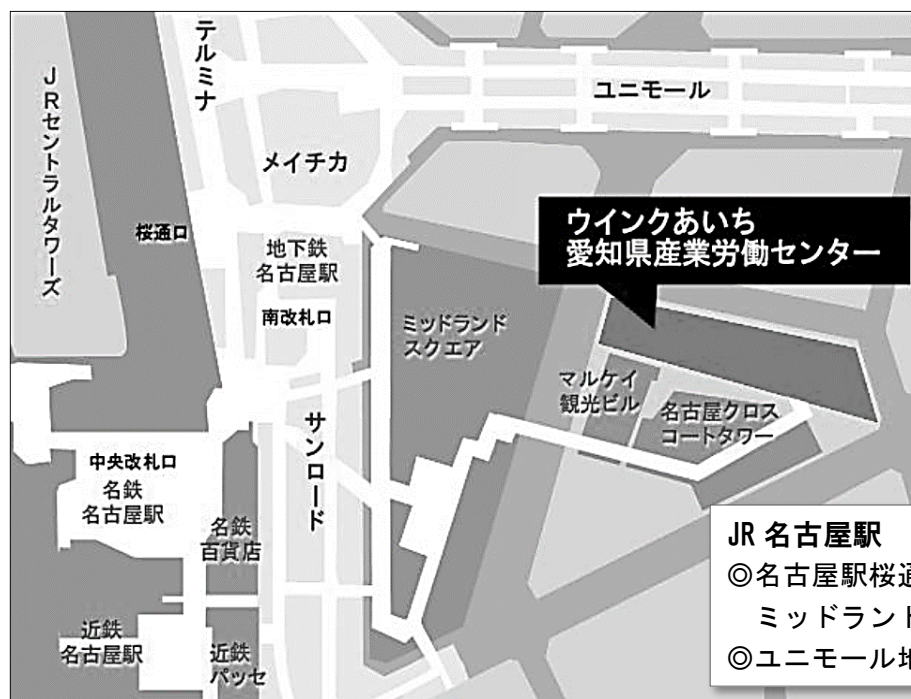 テルミナ
JRセントラルタワーズ
ユニモール
メイチカ
桜通口
地下鉄
名古屋駅
南改札口
ウインクあいち
愛知県産業労働センター
ミッドランド
スクエア
マルケイ
観光ビル
名古屋クロス
コートタワー
サンロード
中央改札口
名鉄
名古屋駅
名鉄
百貨店
近鉄
名古屋駅
近鉄
パッセ
JR 名古屋駅
◎名古屋駅桜通
ミッドランド
◎ユニモール地